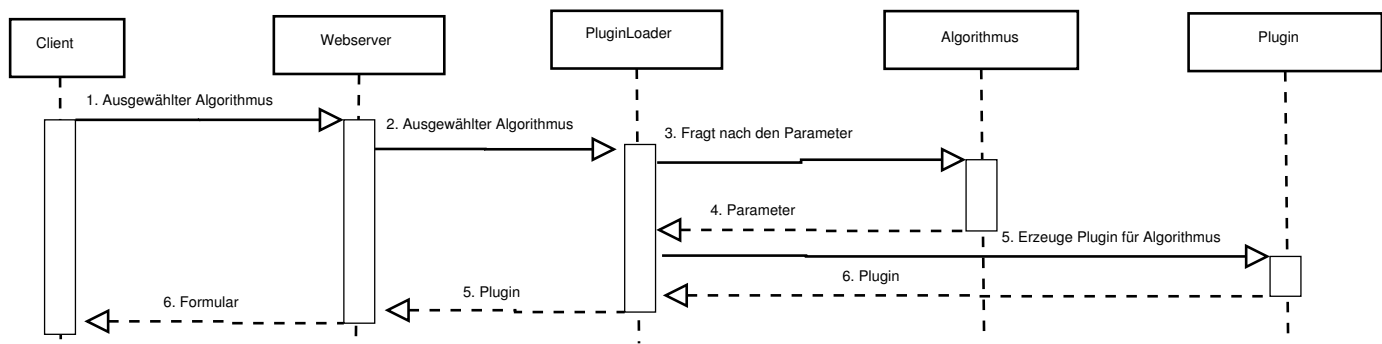 Client
Webserver
PluginLoader
Algorithmus
Plugin
1. Ausgewählter Algorithmus
2. Ausgewählter Algorithmus
3. Fragt nach den Parameter
4. Parameter
5. Erzeuge Plugin für Algorithmus
6. Plugin
5. Plugin
6. Formular